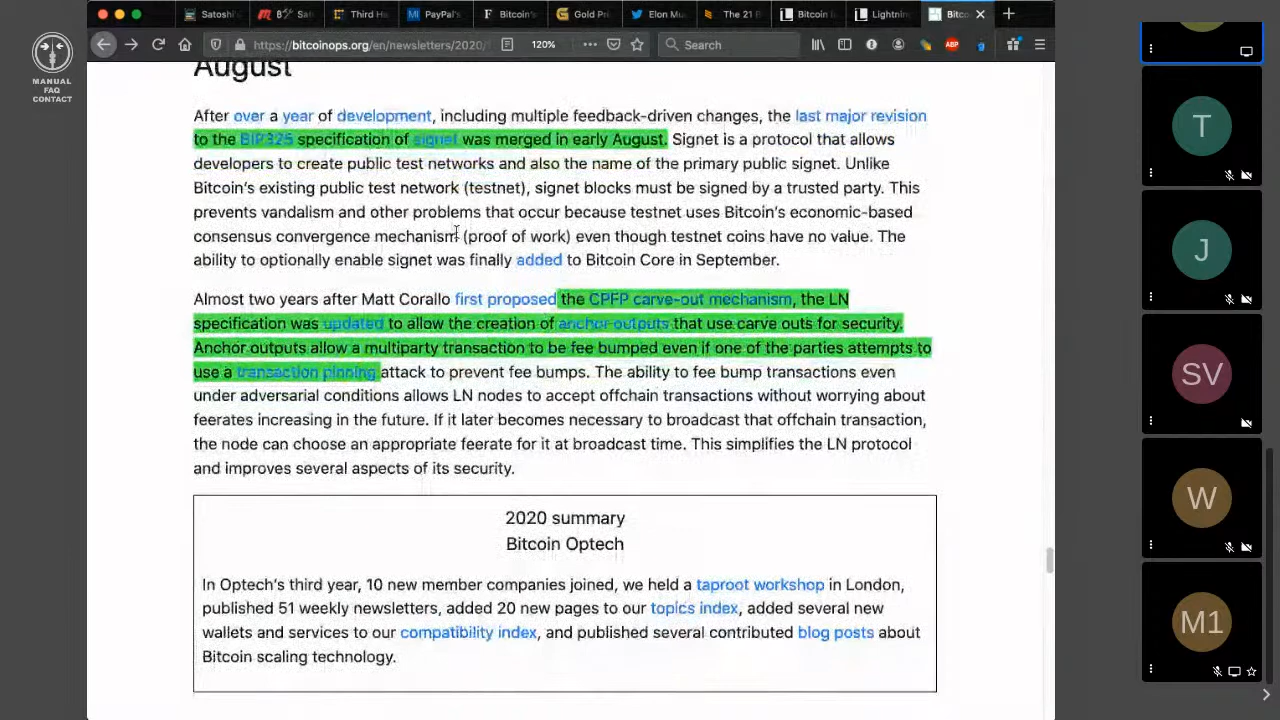 Satoshi'
B* Sat
Third Ha
PayPal's
Bitcoin's
Gold Pri
Elon Mu
The 21 B
Bitcoin
Lightnin
Bitco
https://bitcoinops.org/en/newsletters/2020/
120%
Search
ABP
MANUAL
FAQ
CONTACT
August
After over a year of development, including multiple feedback-driven changes, the last major revision
to the BIP325 specification of signet was merged in early August. Signet is a protocol that allows
developers to create public test networks and also the name of the primary public signet. Unlike
Bitcoin's existing public test network (testnet), signet blocks must be signed by a trusted party. This
prevents vandalism and other problems that occur because testnet uses Bitcoin's economic-based
consensus convergence mechanism (proof of work) even though testnet coins have no value. The
ability to optionally enable signet was finally added to Bitcoin Core in September.
Almost two years after Matt Corallo first proposed the CPFP carve-out mechanism, the LN
specification was updated to allow the creation of anchor outputs that use carve outs for security.
Anchor outputs allow a multiparty transaction to be fee bumped even if one of the parties attempts to
use a transaction pinning attack to prevent fee bumps. The ability to fee bump transactions even
under adversarial conditions allows LN nodes to accept offchain transactions without worrying about
feerates increasing in the future. If it later becomes necessary to broadcast that offchain transaction,
the node can choose an appropriate feerate for it at broadcast time. This simplifies the LN protocol
and improves several aspects of its security.
2020 summary
Bitcoin Optech
In Optech's third year, 10 new member companies joined, we held a taproot workshop in London,
published 51 weekly newsletters, added 20 new pages to our topics index, added several new
wallets and services to our compatibility index, and published several contributed blog posts about
Bitcoin scaling technology.
T
J
SV
W
M1